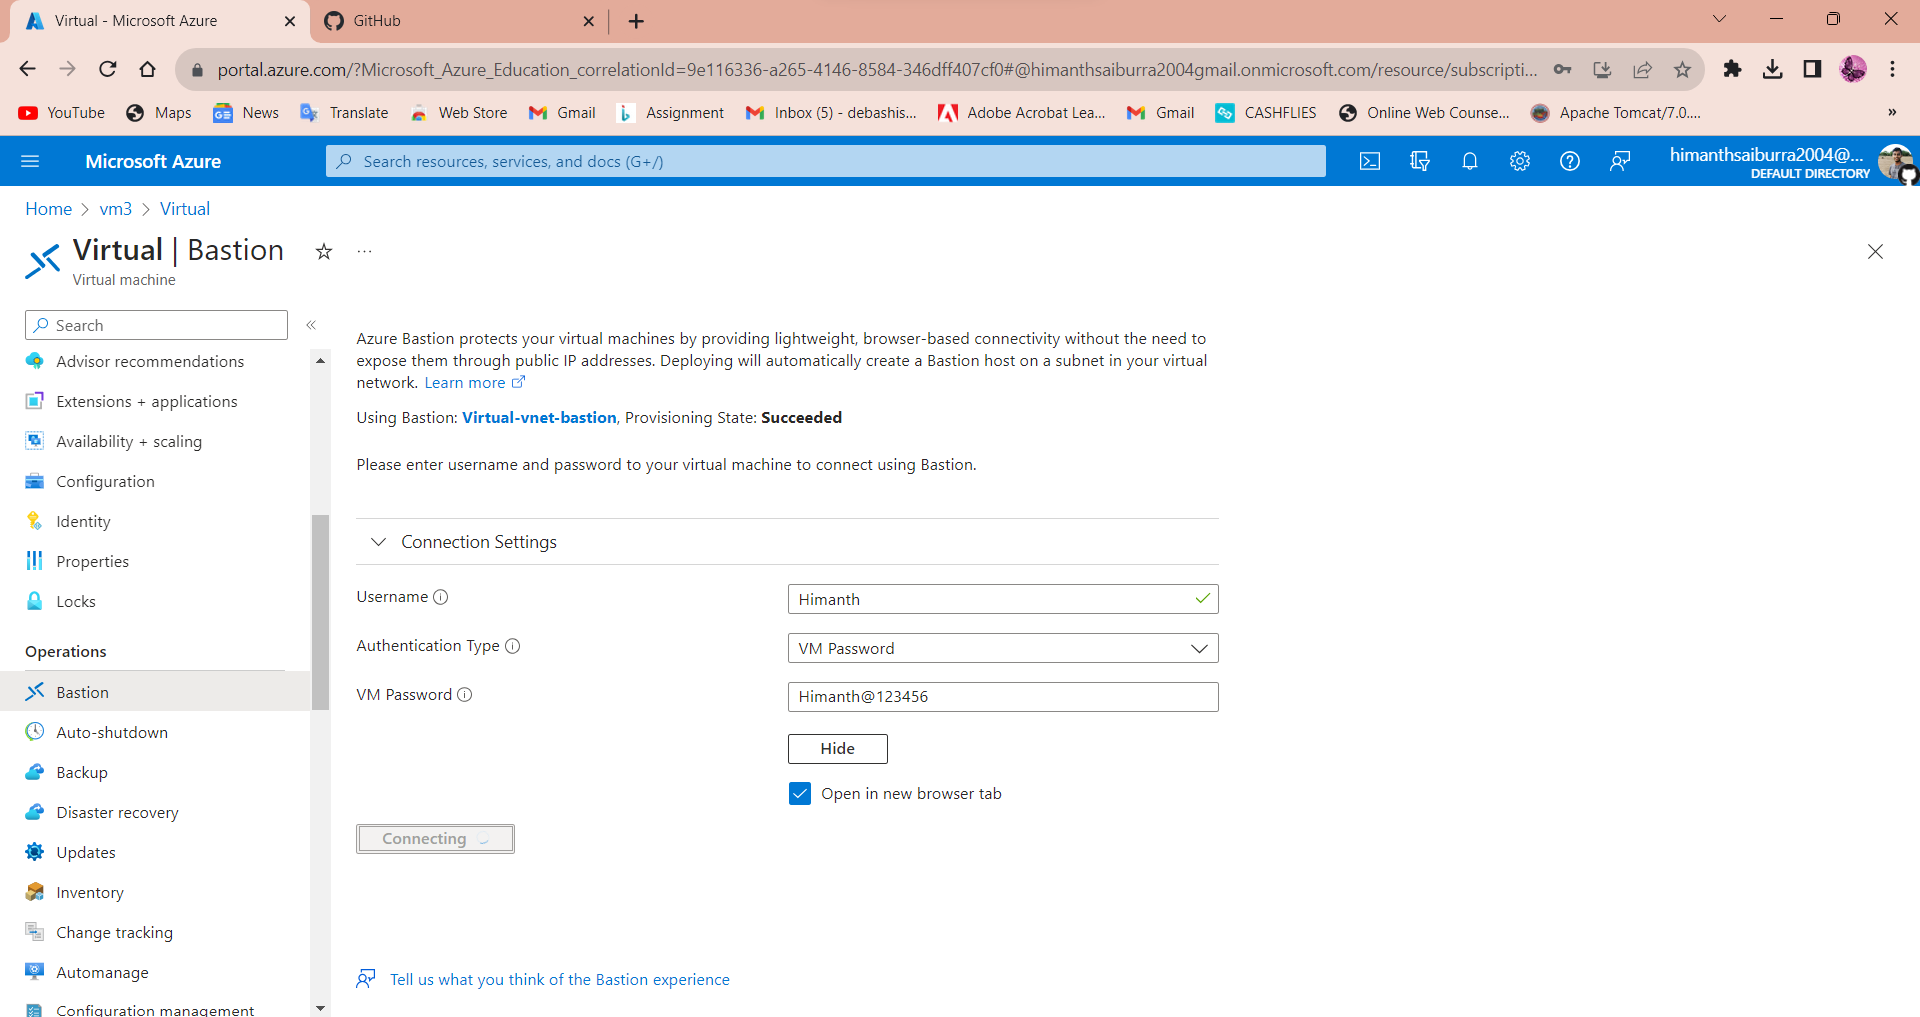 Virtual - Microsoft Azure
GitHub
portal.azure.com/?Microsoft_Azure_Education_correlationId=9e116336-a265-4146-8584-346dff407cf0#@himanthsaiburra2004gmail.onmicrosoft.com/resource/subscripti...
YouTube
Maps
News
Translate
Web Store
Gmail
Assignment
Inbox (5) - debashis...
Adobe Acrobat Lea...
Gmail
CASHFLIES
Online Web Counse...
Apache Tomcat/7.0....
»
Microsoft Azure
Search resources, services, and docs (G+/)
himanthsaiburra2004@...
DEFAULT DIRECTORY
Home > vm3 > Virtual
Virtual | Bastion
...
Virtual machine
Search
«
Advisor recommendations
Extensions + applications
Availability + scaling
Configuration
Identity
Properties
Locks
Operations
Bastion
Auto-shutdown
Backup
Disaster recovery
Updates
Inventory
Change tracking
Automanage
Configuration management
Azure Bastion protects your virtual machines by providing lightweight, browser-based connectivity without the need to
expose them through public IP addresses. Deploying will automatically create a Bastion host on a subnet in your virtual
network. Learn more
Using Bastion: Virtual-vnet-bastion, Provisioning State: Succeeded
Please enter username and password to your virtual machine to connect using Bastion.
Connection Settings
Username
Himanth
Authentication Type
VM Password
VM Password
Himanth@123456
Hide
Open in new browser tab
Connecting
Tell us what you think of the Bastion experience